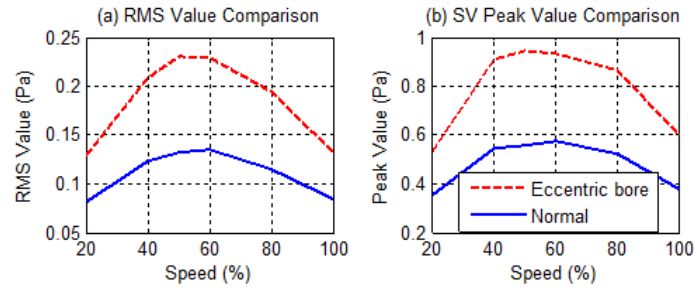 (a) RMS Value Comparison
(b) SV Peak Value Comparison
0.25
0.2
0.15
0.1
0.05
RMS Value (Pa)
20 40 60 80 100
Speed (%)
1
0.8
0.6
0.4
0.2
Peak Value (Pa)
Eccentric bore
Normal
20 40 60 80 100
Speed (%)